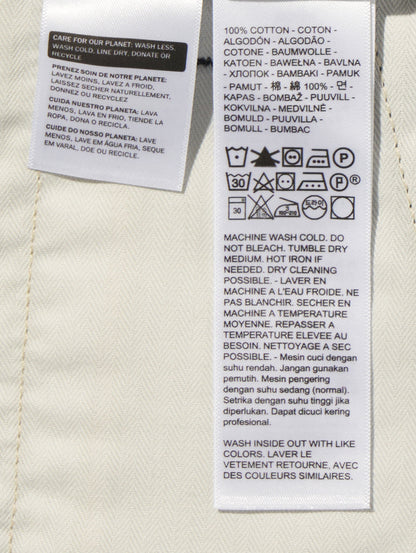 CARE FOR OUR PLANET: WASH LESS,
WASH COLD, LINE DRY, DONATE OR
RECYCLE
PRENEZ SOIN DE NOTRE PLANETE:
LAVEZ MOINS, LAVEZ A FROID,
LAISSEZ SECHER NATURELLEMENT,
DONNEZ OU RECYCLEZ
CUIDA NUESTRO PLANETA: LAVA
MENOS, LAVA EN FRIO, TIENDE LA
ROPA, DONA O RECICLA.
CUIDE DO NOSSO PLANETA: LAVE
MENOS, LAVE EM ÁGUA FRIA, SEQUE
EM VARAL, DOE OU RECICLE.
100% COTTON - COTON -
ALGODÓN - ALGODÃO -
COTONE - BAUMWOLLE -
KATOEN - BAWEŁNA - BAVLNA
- ХЛОПОК - BAMBAKI - PAMUK
- PAMUT - 棉 綿 100% - 면 -
KAPAS - BOMBAŽ - PUUVILL -
KOKVILNA - MEDVILNĖ -
BOMULD - PUUVILLA -
BOMULL - BUMBAC
P
30 P
30 드라이
MACHINE WASH COLD. DO
NOT BLEACH. TUMBLE DRY
MEDIUM. HOT IRON IF
NEEDED. DRY CLEANING
POSSIBLE. - LAVER EN
MACHINE A L'EAU FROIDE. NE
PAS BLANCHIR. SECHER EN
MACHINE A TEMPERATURE
MOYENNE. REPASSER A
TEMPERATURE ELEVEE AU
BESOIN. NETTOYAGE A SEC
POSSIBLE. - Mesin cuci dengan
suhu rendah. Jangan gunakan
pemutih. Mesin pengering
dengan suhu sedang (normal).
Setrika dengan suhu tinggi jika
diperlukan. Dapat dicuci kering
profesional.
WASH INSIDE OUT WITH LIKE
COLORS. LAVER LE
VETEMENT RETOURNE, AVEC
DES COULEURS SIMILAIRES.